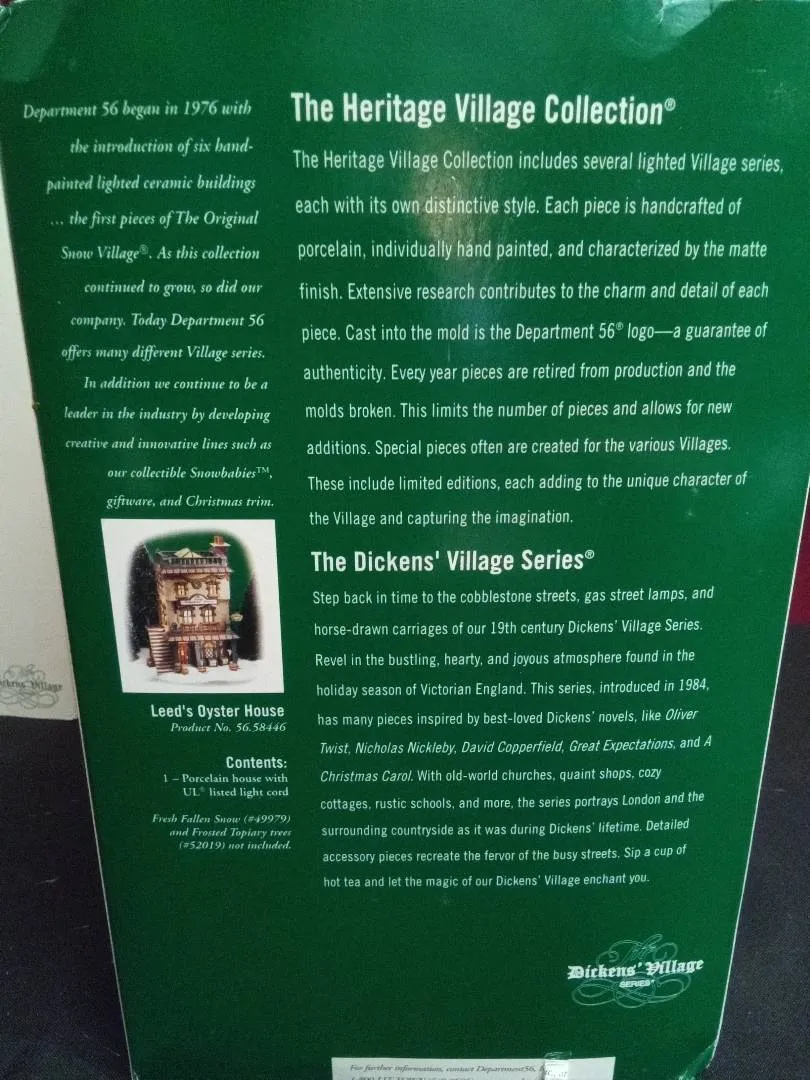 Department 56 began in 1976 with
the introduction of six hand-
painted lighted ceramic buildings
... the first pieces of The Original
Snow Village®. As this collection
continued to grow, so did our
company. Today Department 56
offers many different Village series.
In addition we continue to be a
leader in the industry by developing
creative and innovative lines such as
our collectible Snowbabies™,
giftware, and Christmas trim.
Leed's Oyster House
Product No. 56.58446
Contents:
1 – Porcelain house with
UL® listed light cord
Fresh Fallen Snow (#49979)
and Frosted Topiary trees
(#52019) not included.
The Heritage Village Collection®
The Heritage Village Collection includes several lighted Village series,
each with its own distinctive style. Each piece is handcrafted of
porcelain, individually hand painted, and characterized by the matte
finish. Extensive research contributes to the charm and detail of each
piece. Cast into the mold is the Department 56® logo—a guarantee of
authenticity. Every year pieces are retired from production and the
molds broken. This limits the number of pieces and allows for new
additions. Special pieces often are created for the various Villages.
These include limited editions, each adding to the unique character of
the Village and capturing the imagination.
The Dickens' Village Series®
Step back in time to the cobblestone streets, gas street lamps, and
horse-drawn carriages of our 19th century Dickens' Village Series.
Revel in the bustling, hearty, and joyous atmosphere found in the
holiday season of Victorian England. This series, introduced in 1984,
has many pieces inspired by best-loved Dickens' novels, like Oliver
Twist, Nicholas Nickleby, David Copperfield, Great Expectations, and A
Christmas Carol. With old-world churches, quaint shops, cozy
cottages, rustic schools, and more, the series portrays London and the
surrounding countryside as it was during Dickens' lifetime. Detailed
accessory pieces recreate the fervor of the busy streets. Sip a cup of
hot tea and let the magic of our Dickens' Village enchant you.
The
Dickens' Village
SERIES®
For further information, contact Department 56,
Village